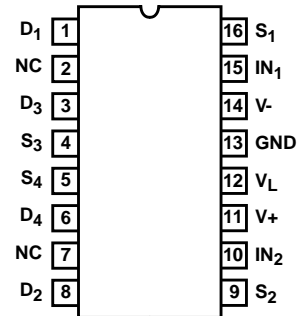 D1 1 16 S1
NC 2 15 IN1
D3 3 14 V-
S3 4 13 GND
S4 5 12 VL
D4 6 11 V+
NC 7 10 IN2
D2 8 9 S2